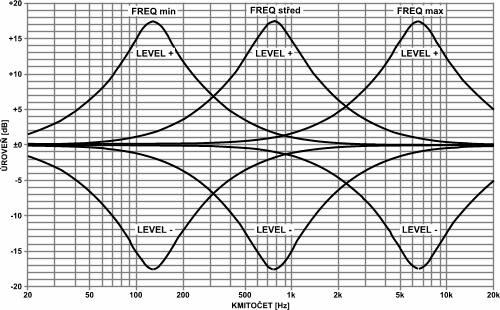 FREQ min FREQ střed FREQ max
LEVEL + LEVEL + LEVEL +
LEVEL - LEVEL - LEVEL -
+20
+15
+10
+5
±0
-5
-10
-15
-20
ÚROVEŇ [dB]
20 50 100 200 500 1k 2k 5k 10k 20k
KMITOČET [Hz]